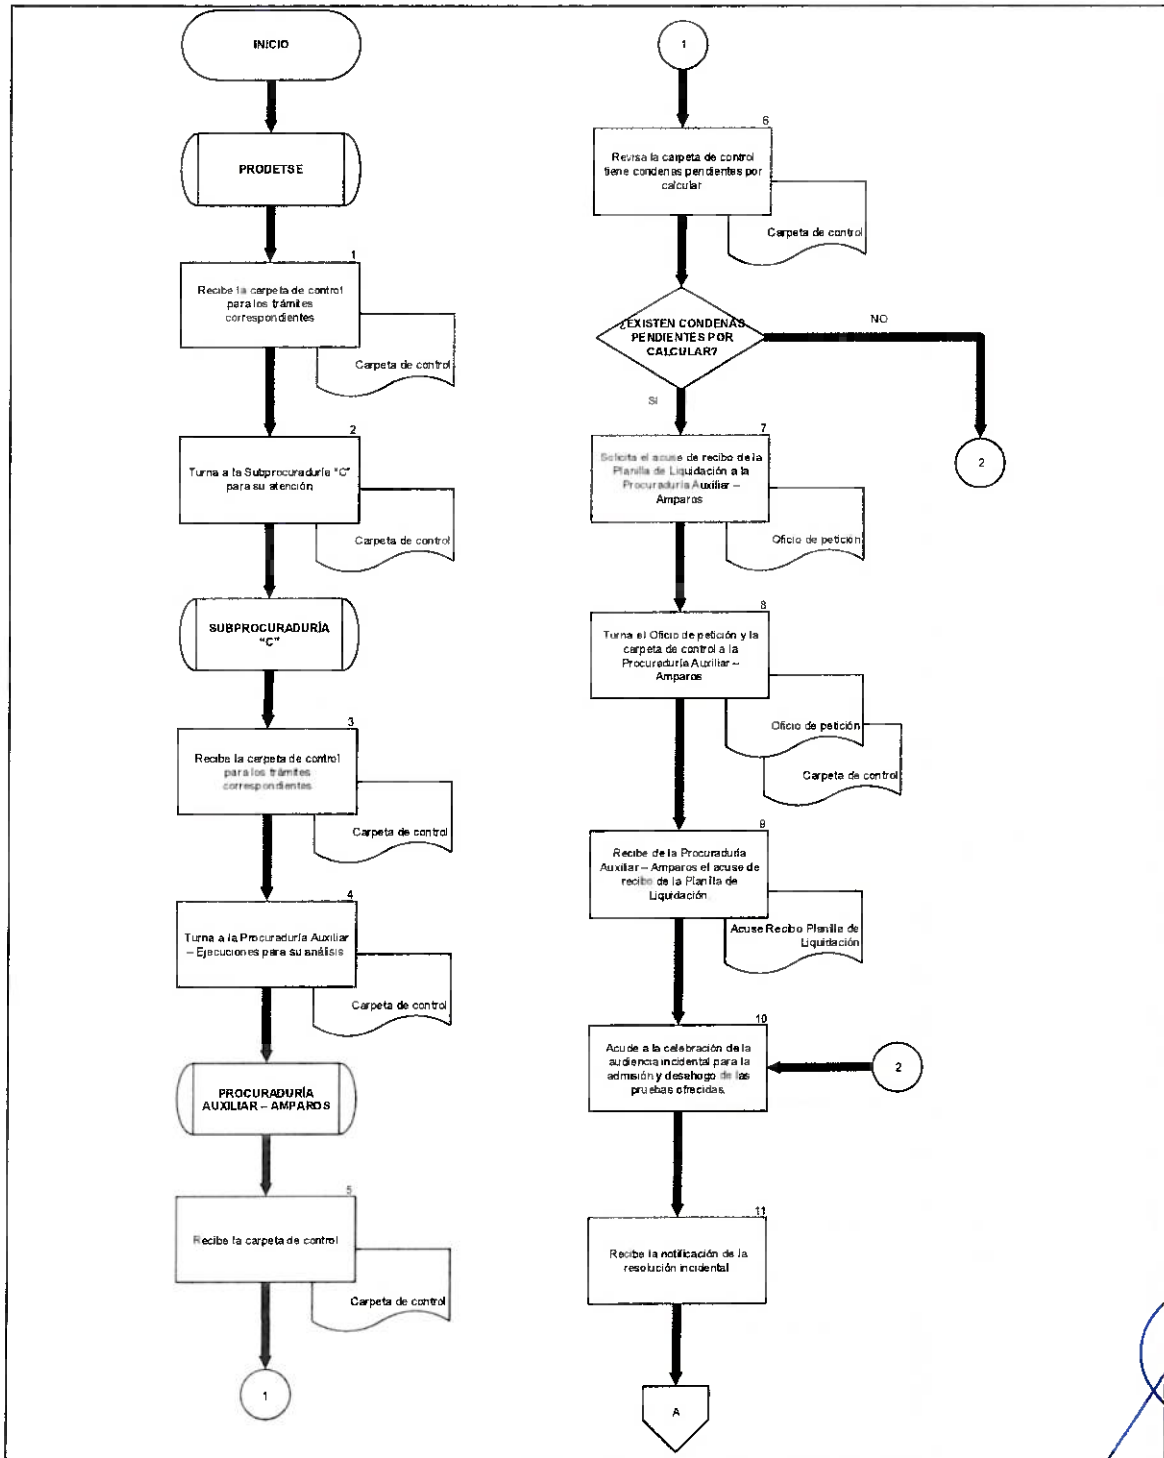 INICIO
PRODETSE
1
Recibe la carpeta de control
para los trámites
correspondientes
Carpeta de control
2
Turna a la Subprocuraduría "C"
para su atención
Carpeta de control
SUBPROCURADURÍA
"C"
3
Recibe la carpeta de control
para los trámites
correspondientes
Carpeta de control
4
Turna a la Procuraduría Auxiliar
– Ejecuciones para su análisis
Carpeta de control
PROCURADURÍA
AUXILIAR – AMPAROS
5
Recibe la carpeta de control
Carpeta de control
1
1
6
Revisa la carpeta de control
tiene condenas pendientes por
calcular
Carpeta de control
¿EXISTEN CONDENAS
PENDIENTES POR
CALCULAR?
NO
SI
2
7
Solicita el acuse de recibo de la
Planilla de Liquidación a la
Procuraduría Auxiliar –
Amparos
Oficio de petición
8
Turna el Oficio de petición y la
carpeta de control a la
Procuraduría Auxiliar –
Amparos
Oficio de petición
Carpeta de control
9
Recibe de la Procuraduría
Auxiliar – Amparos el acuse de
recibo de la Planilla de
Liquidación
Acuse Recibo Planilla de
Liquidación
10
Acude a la celebración de la
audiencia incidental para la
admisión y desahogo de las
pruebas ofrecidas.
2
11
Recibe la notificación de la
resolución incidental
A